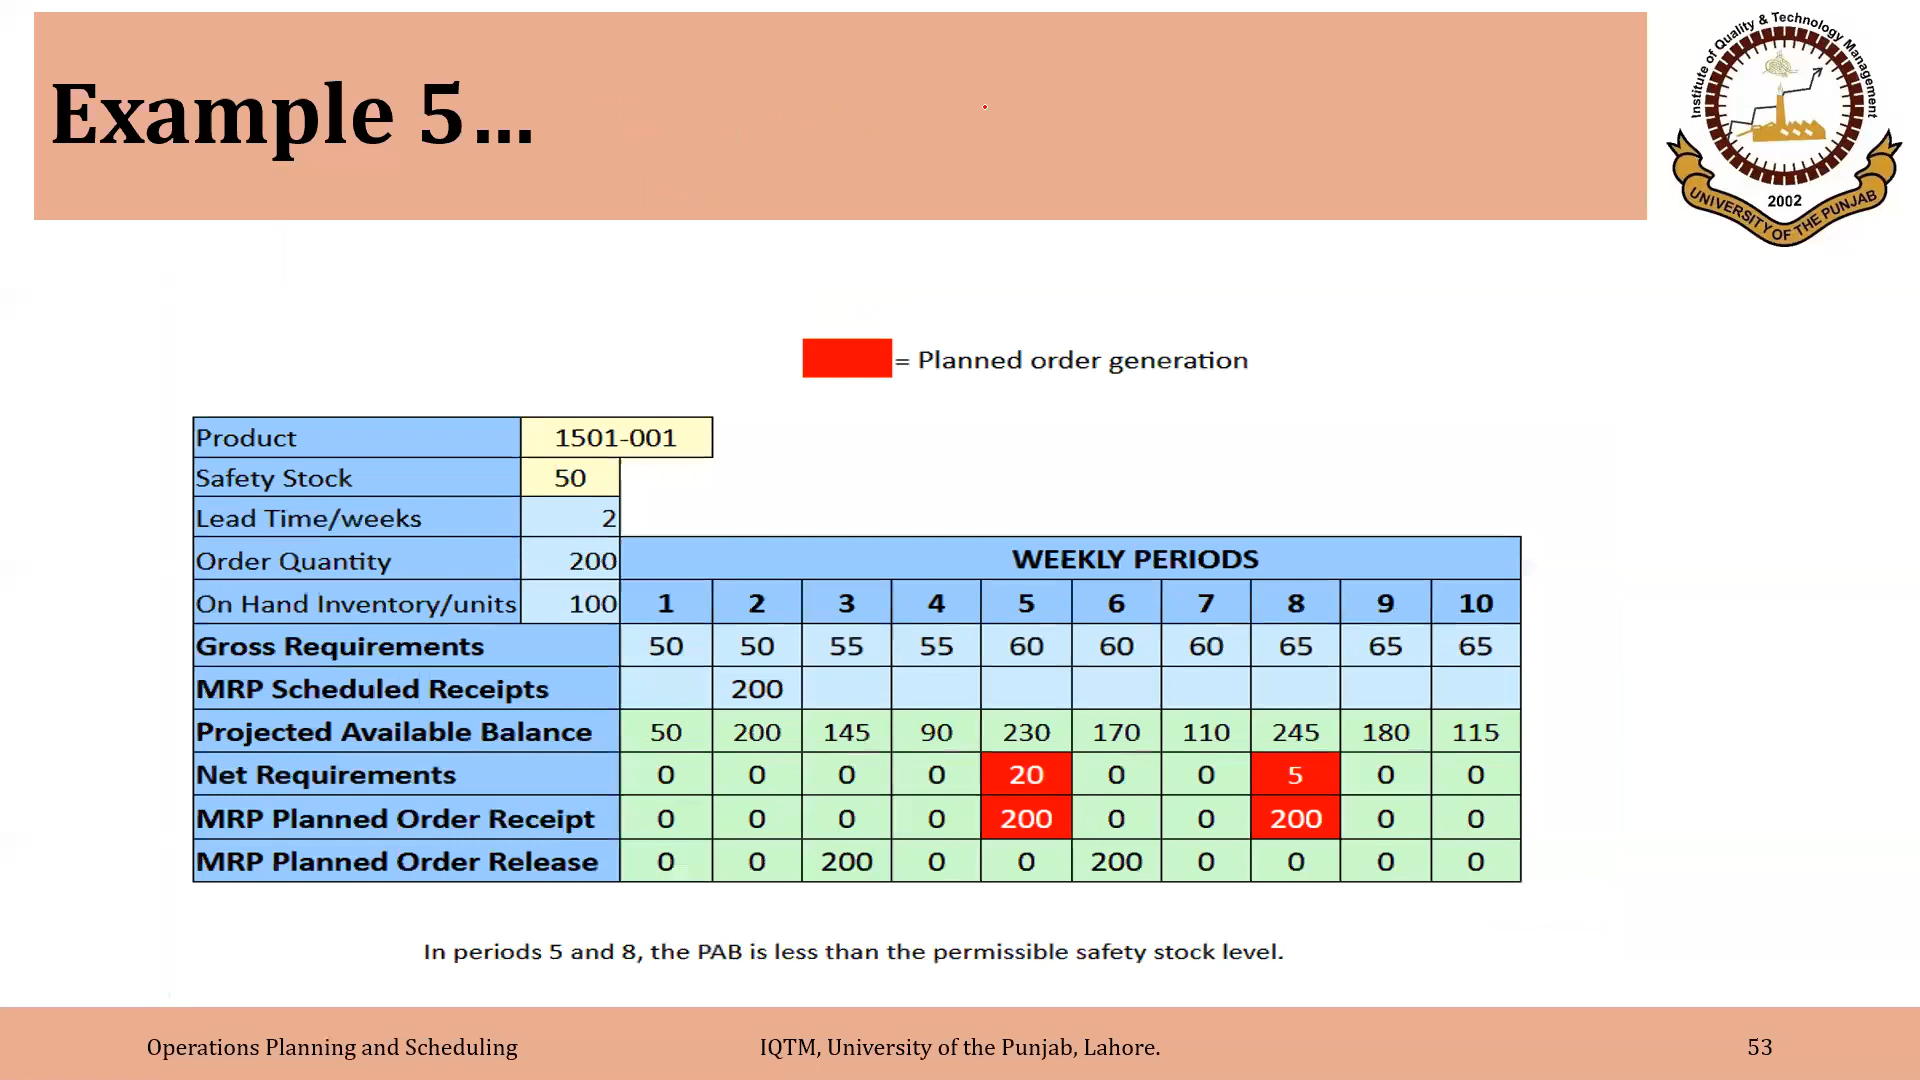 Example 5...
Institute of Quality & Technology Management
2002
UNIVERSITY OF THE PUNJAB
= Planned order generation
Product 1501-001
Safety Stock 50
Lead Time/weeks 2
Order Quantity 200 WEEKLY PERIODS
On Hand Inventory/units 100 1 2 3 4 5 6 7 8 9 10
Gross Requirements 50 50 55 55 60 60 60 65 65 65
MRP Scheduled Receipts 200
Projected Available Balance 50 200 145 90 230 170 110 245 180 115
Net Requirements 0 0 0 0 20 0 0 5 0 0
MRP Planned Order Receipt 0 0 0 0 200 0 0 200 0 0
MRP Planned Order Release 0 0 200 0 0 200 0 0 0 0
In periods 5 and 8, the PAB is less than the permissible safety stock level.
Operations Planning and Scheduling IQTM, University of the Punjab, Lahore. 53